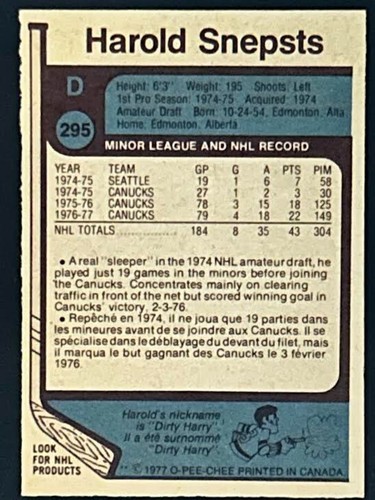 Harold Snepsts
D
295
Height: 6'3" Weight: 195 Shoots: Left
1st Pro Season: 1974-75 Acquired: 1974
Amateur Draft Born: 10-24-54, Edmonton, Alta
Home: Edmonton, Alberta
MINOR LEAGUE AND NHL RECORD
YEAR TEAM GP G A PTS PIM
1974-75 SEATTLE 19 1 6 7 58
1974-75 CANUCKS 27 1 2 3 30
1975-76 CANUCKS 78 3 15 18 125
1976-77 CANUCKS 79 4 18 22 149
NHL TOTALS 184 8 35 43 304
• A real "sleeper" in the 1974 NHL amateur draft, he
played just 19 games in the minors before joining
the Canucks. Concentrates mainly on clearing
traffic in front of the net but scored winning goal in
Canucks' victory, 2-3-76.
• Repêché en 1974, il ne joua que 19 parties dans
les mineures avant de se joindre aux Canucks. Il se
spécialise dans le déblayage du devant du filet, mais
il marqua le but gagnant des Canucks le 3 février
1976.
Harold's nickname
is "Dirty Harry".
Il a été surnommé
"Dirty Harry".
LOOK
FOR NHL
PRODUCTS
© 1977 O-PEE-CHEE PRINTED IN CANADA